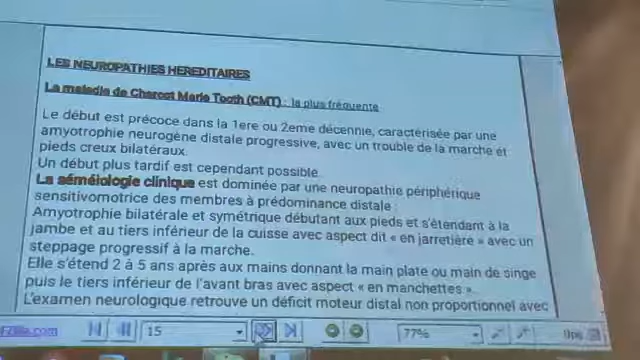 LES NEUROPATHIES HEREDITAIRES
La maladie de Charcot Marie Tooth (CMT) : la plus fréquente
Le début est précoce dans la 1ere ou 2eme décennie, caractérisée par une
amyotrophie neurogène distale progressive, avec un trouble de la marche et
pieds creux bilatéraux.
Un début plus tardif est cependant possible.
La séméiologie clinique est dominée par une neuropathie périphérique
sensitivomotrice des membres à prédominance distale
Amyotrophie bilatérale et symétrique débutant aux pieds et s'étendant à la
jambe et au tiers inférieur de la cuisse avec aspect dit « en jarretière » avec un
steppage progressif à la marche.
Elle s'étend 2 à 5 ans après aux mains donnant la main plate ou main de singe
puis le tiers inférieur de l'avant bras avec aspect « en manchettes ».
L'examen neurologique retrouve un déficit moteur distal non proportionnel avec
15
77%